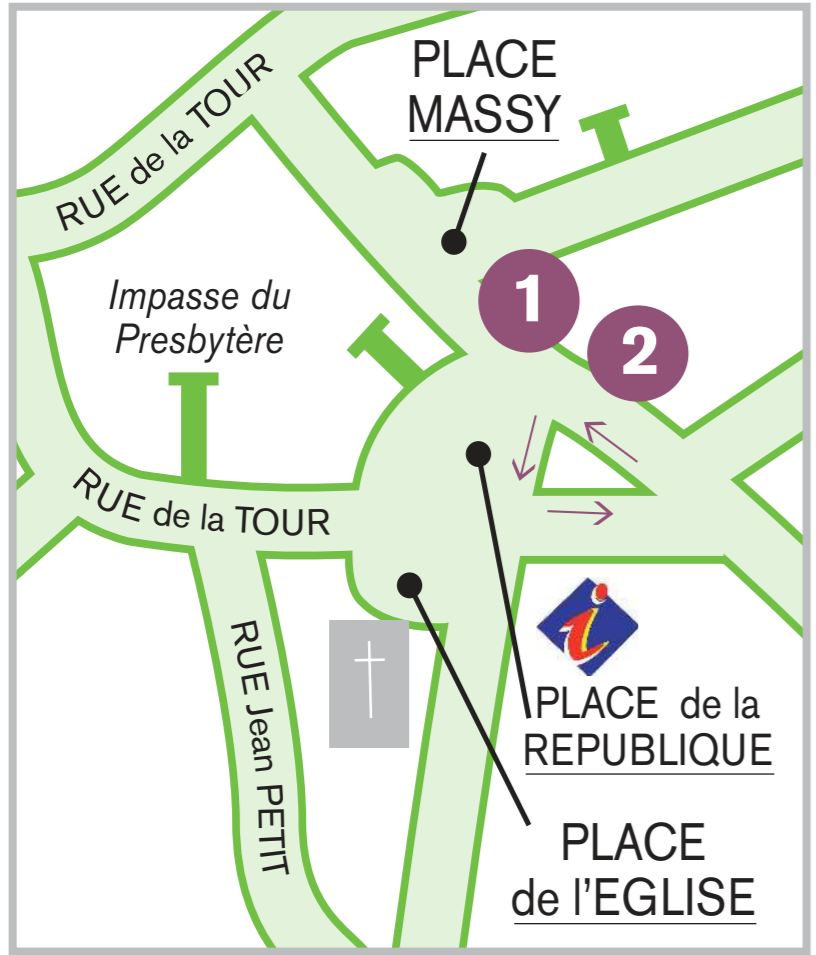 PLACE
MASSY
RUE de la TOUR
1
Impasse du
Presbytère
2
RUE de la TOUR
i
RUE Jean PETIT
PLACE de la
REPUBLIQUE
PLACE
de l'EGLISE